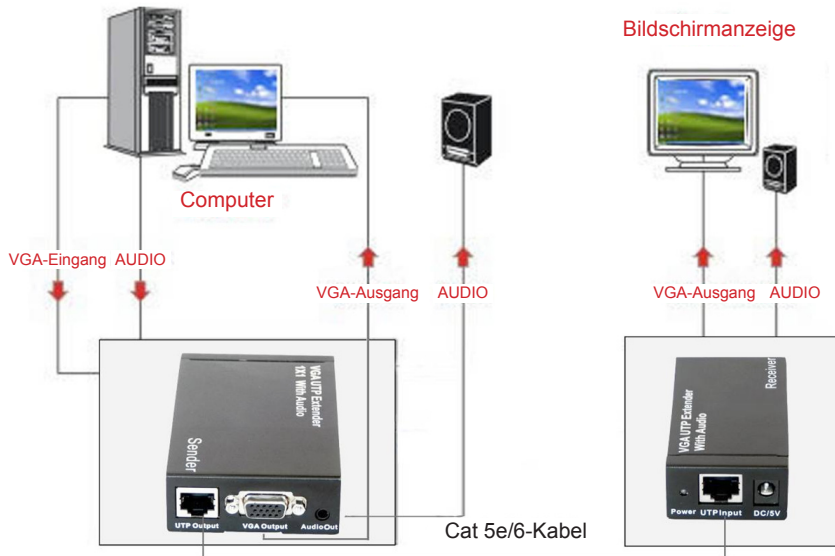 Bildschirmanzeige
Computer
VGA-Eingang AUDIO
VGA-Ausgang AUDIO
VGA-Ausgang AUDIO
VGA UTP Extender
1X1 With Audio
Sender
UTP Output VGA Output AudioOut
Cat 5e/6-Kabel
Receiver
VGA UTP Extender
With Audio
Power UTP Input DC/5V